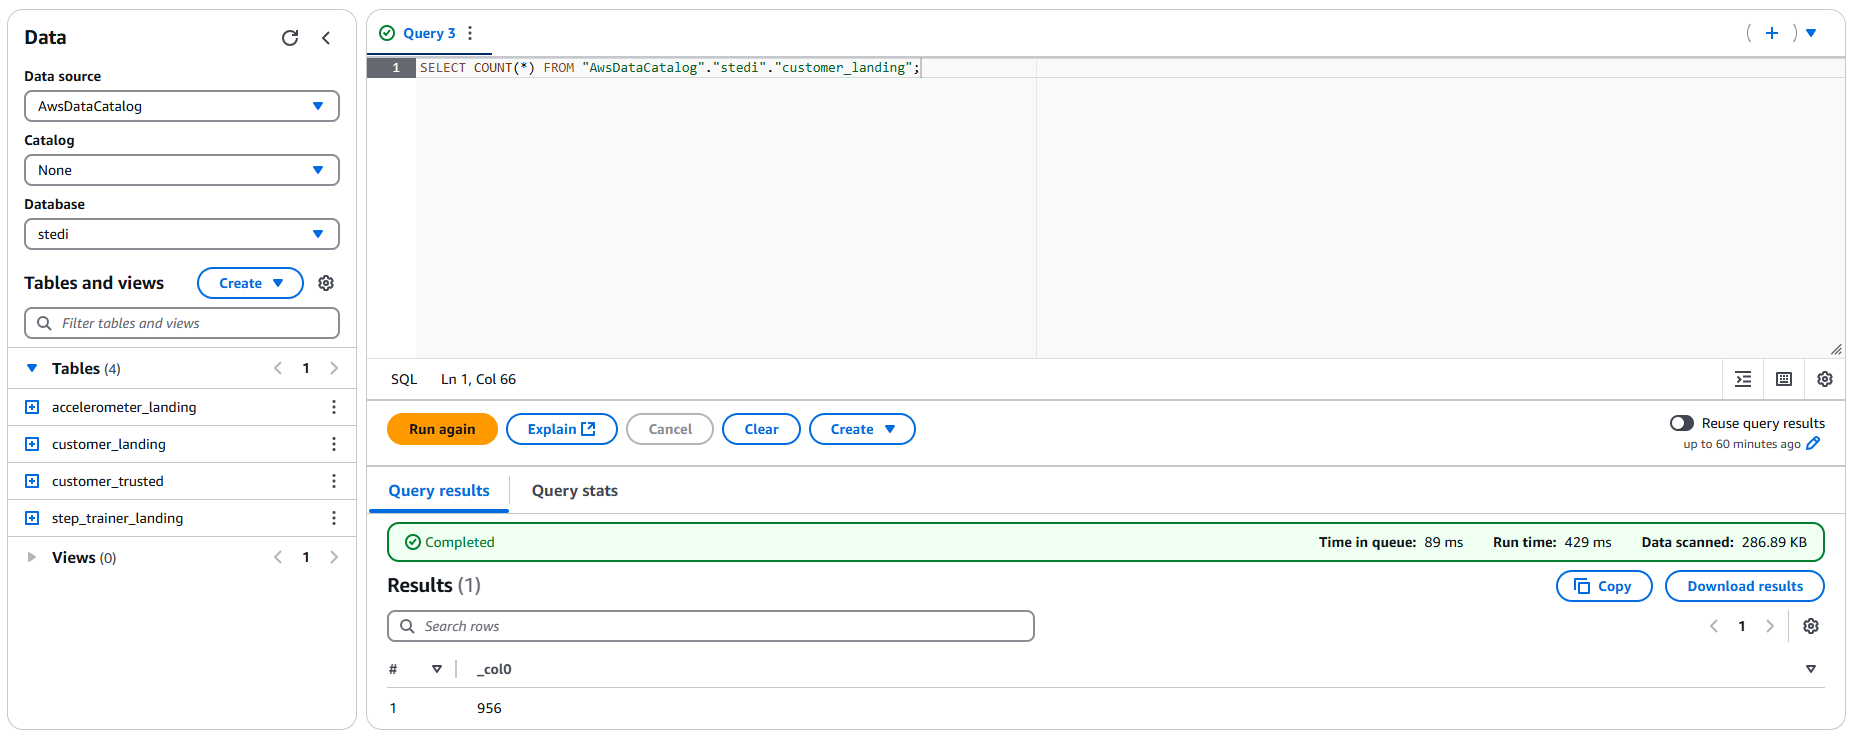 Data
Data source
AwsDataCatalog
Catalog
None
Database
stedi
Tables and views
Create
Filter tables and views
Tables (4)
1
accelerometer_landing
customer_landing
customer_trusted
step_trainer_landing
Views (0)
1
Query 3
1 SELECT COUNT(*) FROM "AwsDataCatalog"."stedi"."customer_landing";
SQL Ln 1, Col 66
Run again Explain Cancel Clear Create
Reuse query results
up to 60 minutes ago
Query results Query stats
Completed Time in queue: 89 ms Run time: 429 ms Data scanned: 286.89 KB
Results (1)
Copy Download results
Search rows
1
# _col0
1 956